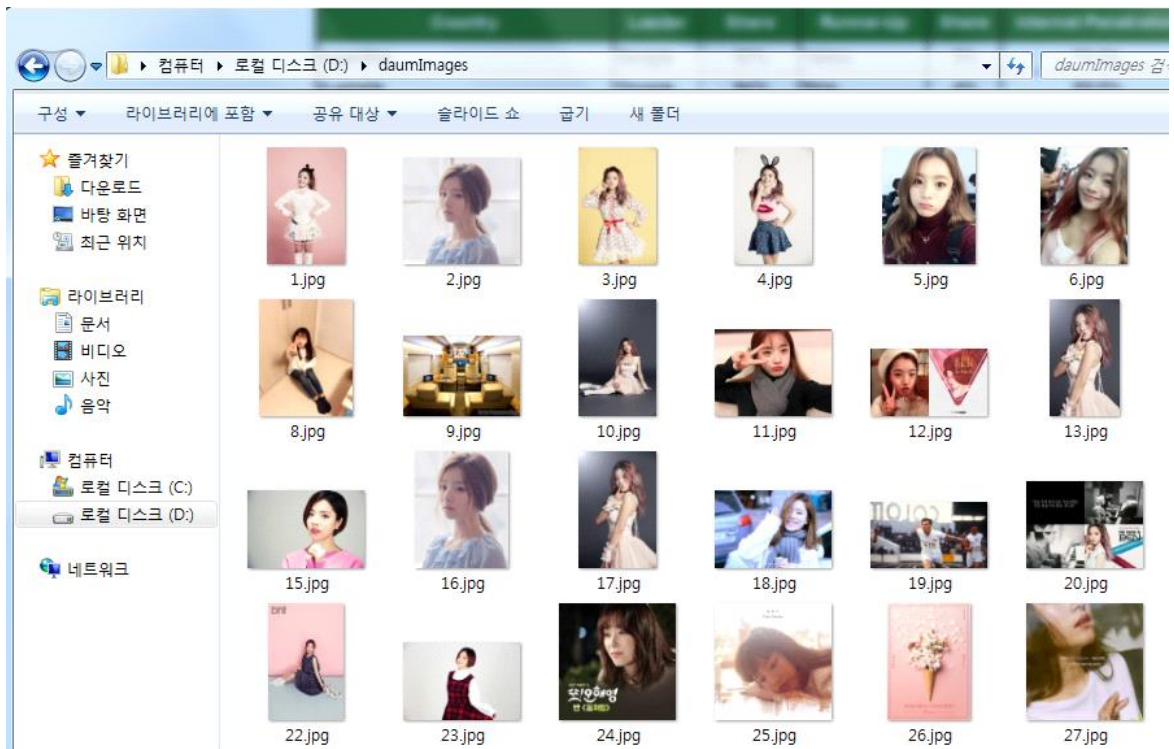 컴퓨터 ▸ 로컬 디스크 (D:) ▸ daumImages
daumImages 검색
구성 라이브러리에 포함 공유 대상 슬라이드 쇼 굽기 새 폴더
즐겨찾기
다운로드
바탕 화면
최근 위치
라이브러리
문서
비디오
사진
음악
컴퓨터
로컬 디스크 (C:)
로컬 디스크 (D:)
네트워크
1.jpg 2.jpg 3.jpg 4.jpg 5.jpg 6.jpg
8.jpg 9.jpg 10.jpg 11.jpg 12.jpg 13.jpg
15.jpg 16.jpg 17.jpg 18.jpg 19.jpg 20.jpg
또! 오해영
22.jpg 23.jpg 24.jpg 25.jpg 26.jpg 27.jpg